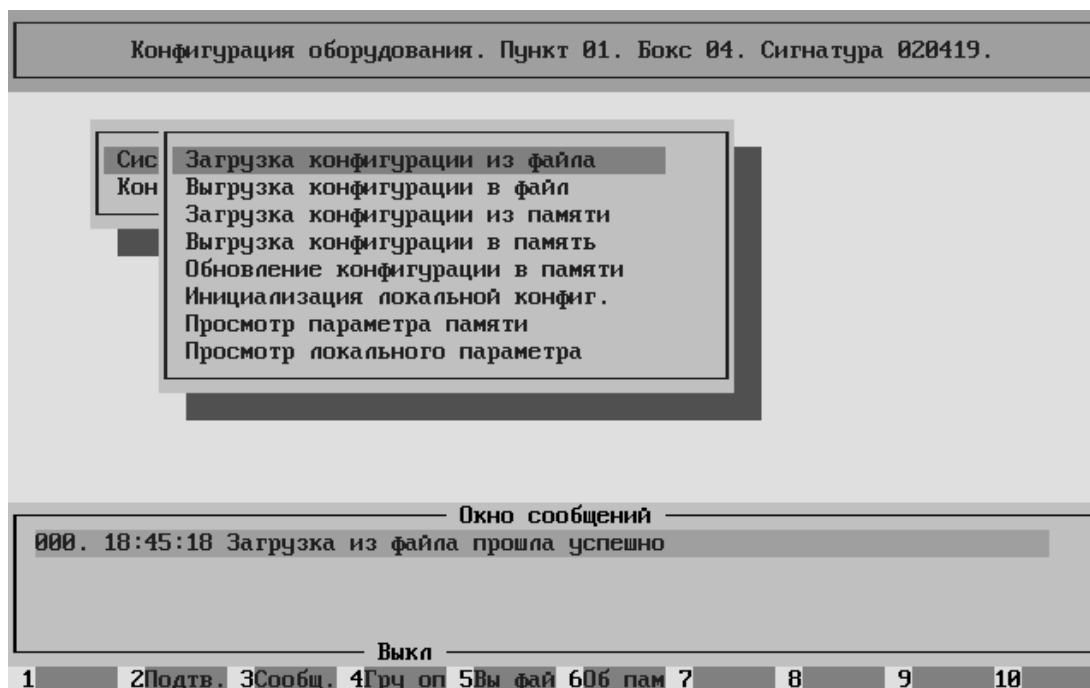 Конфигурация оборудования. Пункт 01. Бокс 04. Сигнатура 020419.
Сис Загрузка конфигурации из файла
Кон Выгрузка конфигурации в файл
Загрузка конфигурации из памяти
Выгрузка конфигурации в память
Обновление конфигурации в памяти
Инициализация локальной конфиг.
Просмотр параметра памяти
Просмотр локального параметра
Окно сообщений
000. 18:45:18 Загрузка из файла прошла успешно
Выкл
1 2Подтв. 3Сообщ. 4Гру оп 5Вы фай 6Об пам 7 8 9 10